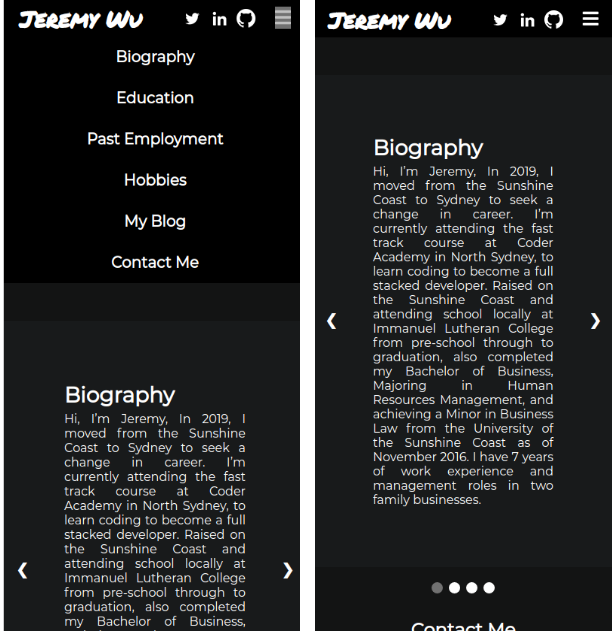 Jeremy Wu
Biography
Education
Past Employment
Hobbies
My Blog
Contact Me
Biography
Hi, I'm Jeremy, In 2019, I
moved from the Sunshine
Coast to Sydney to seek a
change in career. I'm
currently attending the fast
track course at Coder
Academy in North Sydney, to
learn coding to become a full
stacked developer. Raised on
the Sunshine Coast and
attending school locally at
Immanuel Lutheran College
from pre-school through to
graduation, also completed
my Bachelor of Business,
Jeremy Wu
Biography
Hi, I'm Jeremy, In 2019, I
moved from the Sunshine
Coast to Sydney to seek a
change in career. I'm
currently attending the fast
track course at Coder
Academy in North Sydney, to
learn coding to become a full
stacked developer. Raised on
the Sunshine Coast and
attending school locally at
Immanuel Lutheran College
from pre-school through to
graduation, also completed
my Bachelor of Business,
Majoring in Human
Resources Management, and
achieving a Minor in Business
Law from the University of
the Sunshine Coast as of
November 2016. I have 7 years
of work experience and
management roles in two
family businesses.
Contact Me